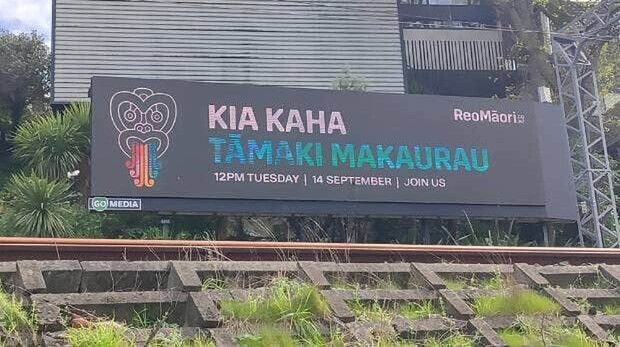 KIA KAHA
ReoMāori
TĀMAKI MAKAURAU
12PM TUESDAY | 14 SEPTEMBER | JOIN US
GO MEDIA